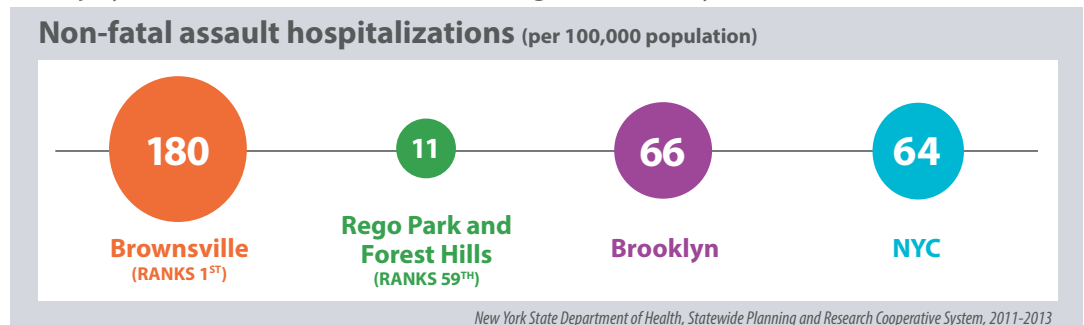 Non-fatal assault hospitalizations (per 100,000 population)
180
11
66
64
Brownsville
(RANKS 1ST)
Rego Park and
Forest Hills
(RANKS 59TH)
Brooklyn
NYC
New York State Department of Health, Statewide Planning and Research Cooperative System, 2011-2013